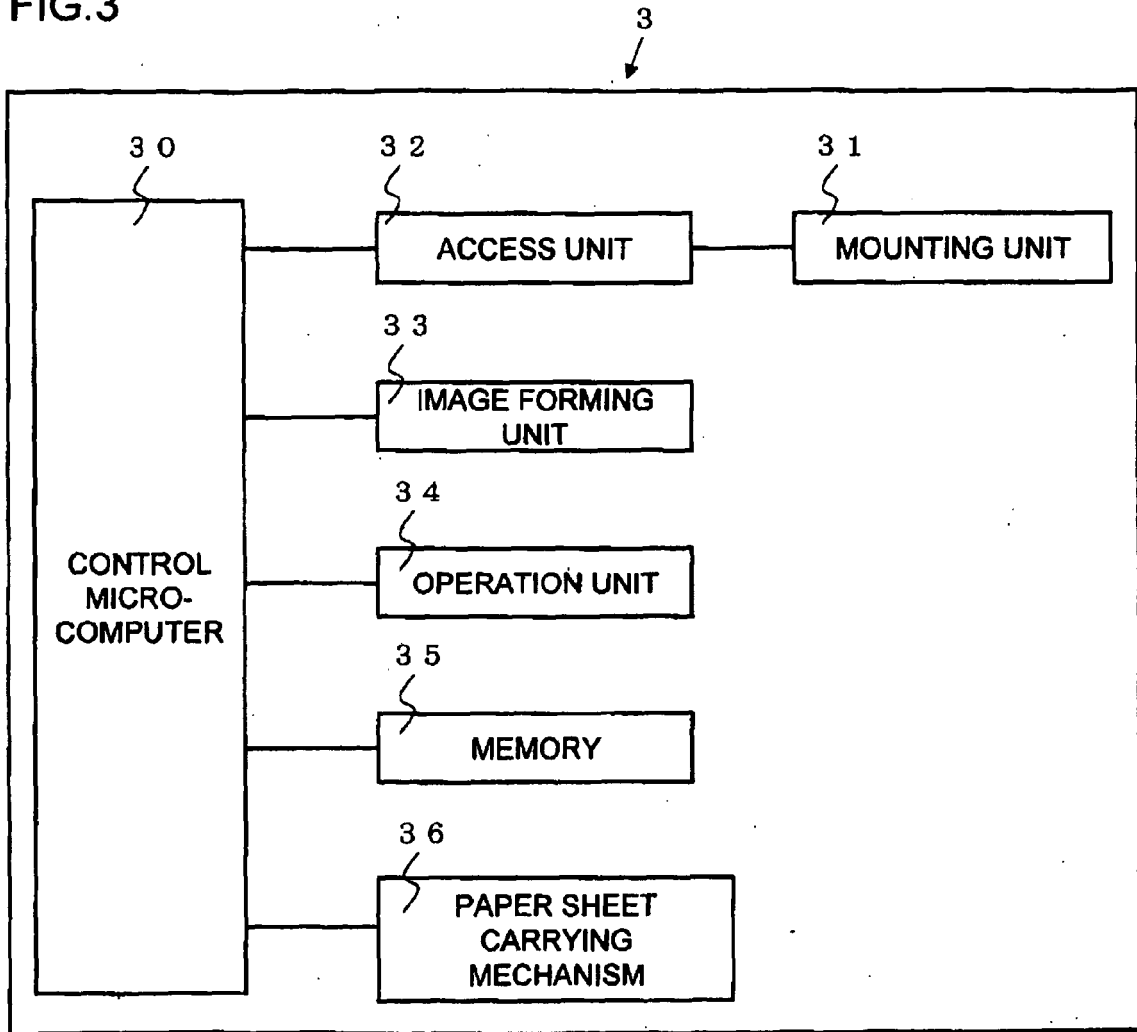 FIG.3
3
30
32
31
ACCESS UNIT
MOUNTING UNIT
33
IMAGE FORMING
UNIT
34
OPERATION UNIT
CONTROL
MICRO-
COMPUTER
35
MEMORY
36
PAPER SHEET
CARRYING
MECHANISM